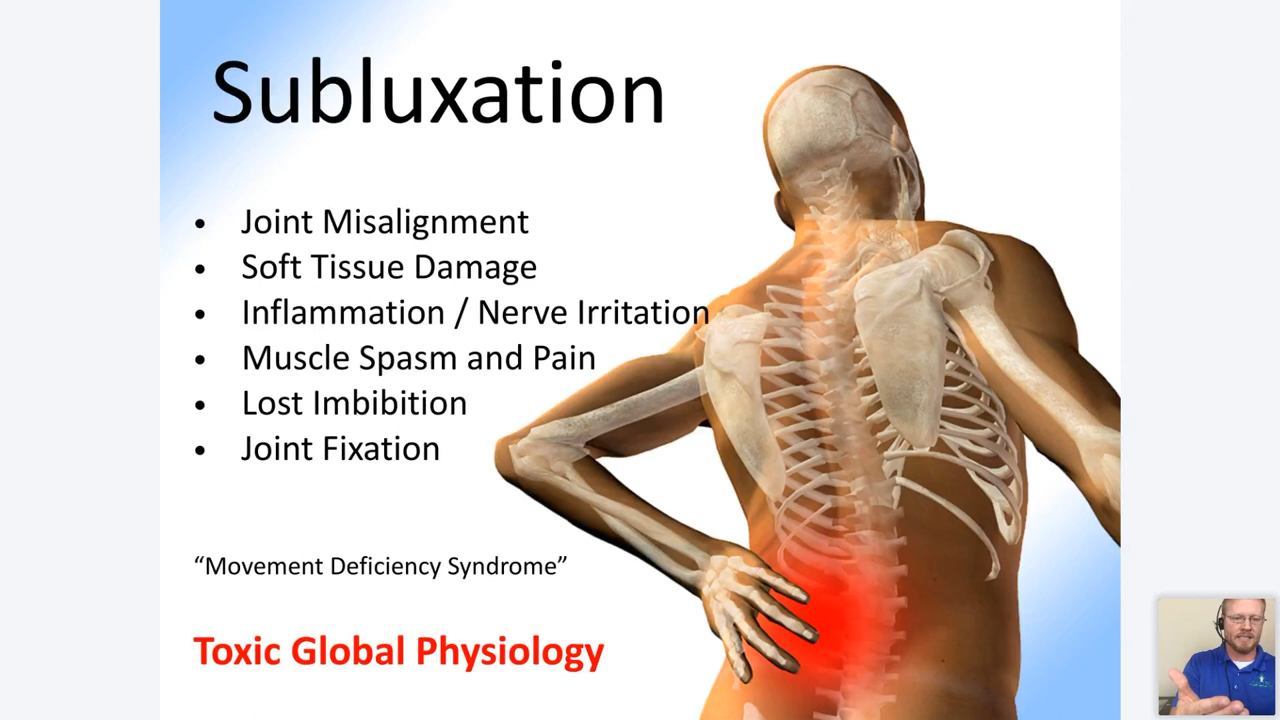 Subluxation
• Joint Misalignment
• Soft Tissue Damage
• Inflammation / Nerve Irritation
• Muscle Spasm and Pain
• Lost Imbibition
• Joint Fixation
“Movement Deficiency Syndrome”
Toxic Global Physiology